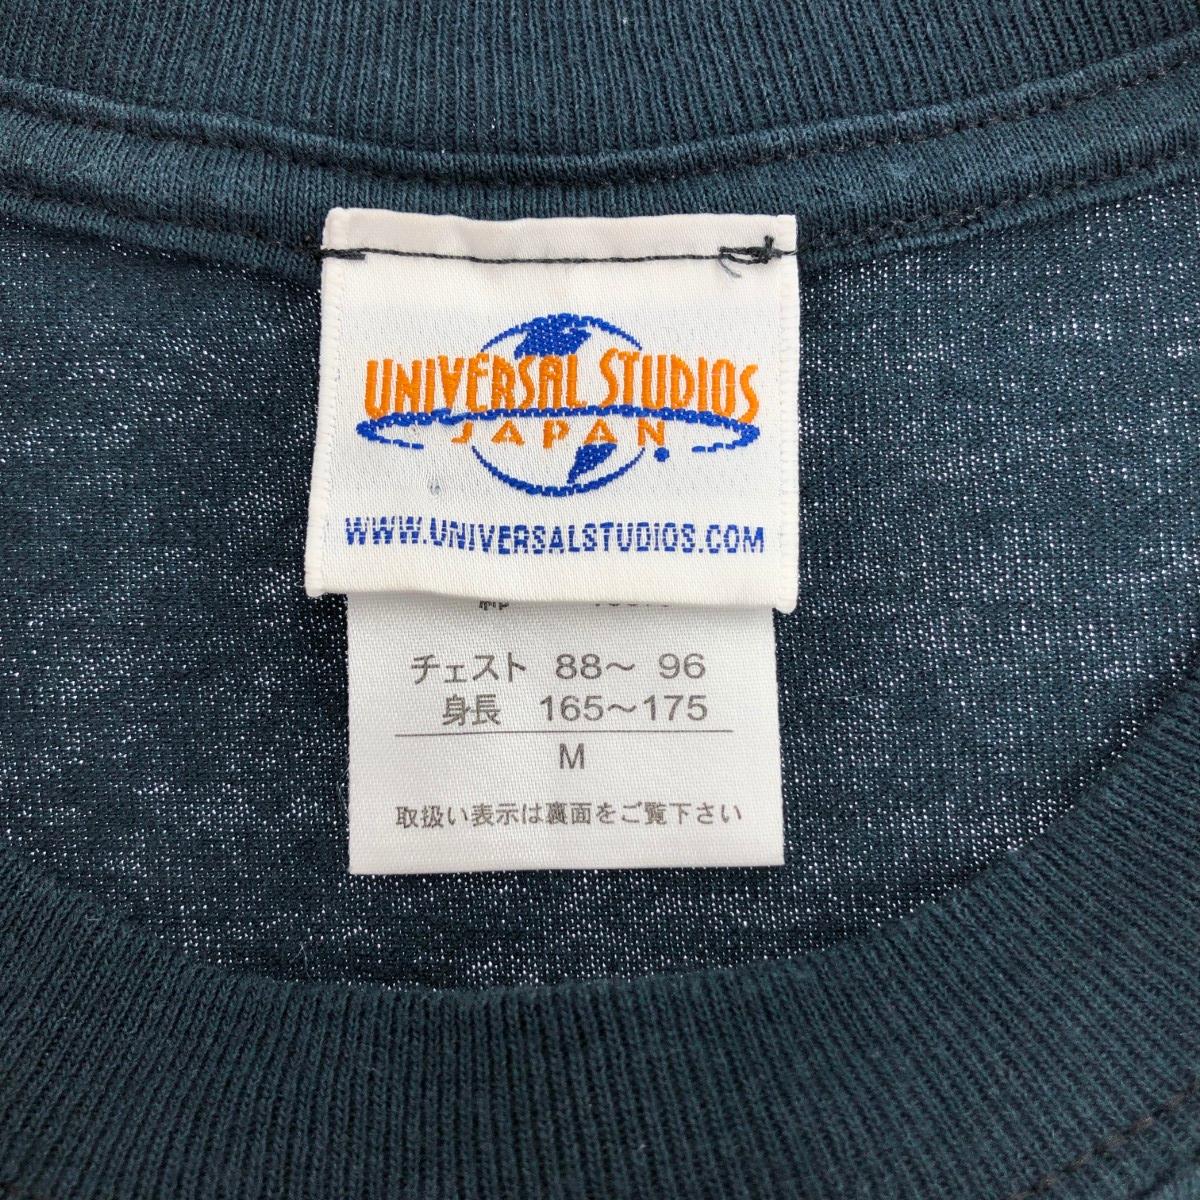 UNIVERSAL STUDIOS
JAPAN
WWW.UNIVERSALSTUDIOS.COM
チェスト 88～ 96
身長 165～175
M
取扱い表示は裏面をご覧下さい